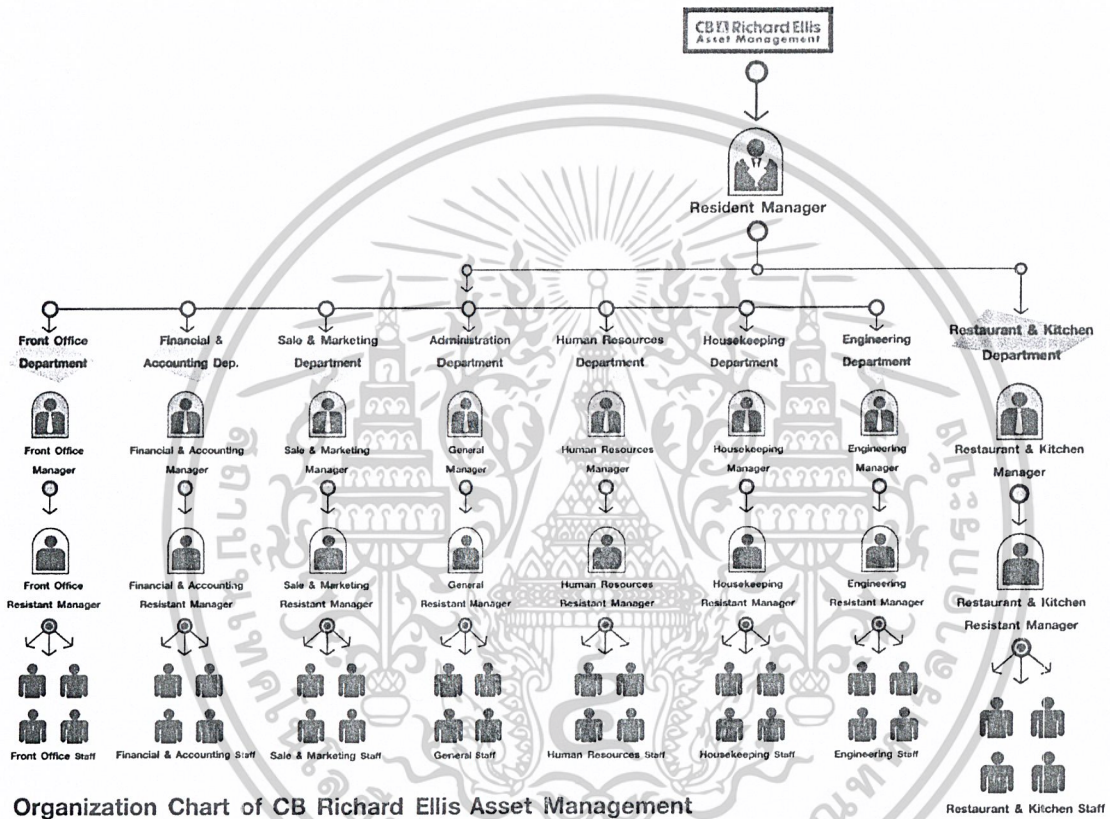 CB Richard Ellis
Asset Management
Resident Manager
Front Office
Department
Financial &
Accounting Dep.
Sale & Marketing
Department
Administration
Department
Human Resources
Department
Housekeeping
Department
Engineering
Department
Restaurant & Kitchen
Department
Front Office
Manager
Financial & Accounting
Manager
Sale & Marketing
Manager
General
Manager
Human Resources
Manager
Housekeeping
Manager
Engineering
Manager
Restaurant & Kitchen
Manager
Front Office
Resistant Manager
Financial & Accounting
Resistant Manager
Sale & Marketing
Resistant Manager
General
Resistant Manager
Human Resources
Resistant Manager
Housekeeping
Resistant Manager
Engineering
Resistant Manager
Restaurant & Kitchen
Resistant Manager
Front Office Staff
Financial & Accounting Staff
Sale & Marketing Staff
General Staff
Human Resources Staff
Housekeeping Staff
Engineering Staff
Restaurant & Kitchen Staff
Organization Chart of CB Richard Ellis Asset Management